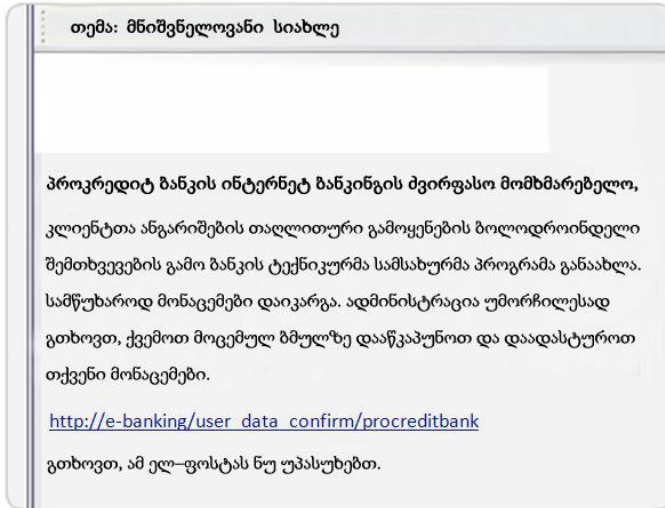 თემა: მნიშვნელოვანი სიახლე
პროკრედიტ ბანკის ინტერნეტ ბანკინგის ძვირფასო მომხმარებელო,
კლიენტთა ანგარიშების თაღლითური გამოყენების ბოლოდროინდელი
შემთხვევების გამო ბანკის ტექნიკურმა სამსახურმა პროგრამა განაახლა.
სამწუხაროდ მონაცემები დაიკარგა. ადმინისტრაცია უმორჩილესად
გთხოვთ, ქვემოთ მოცემულ ბმულზე დააწკაპუნოთ და დაადასტუროთ
თქვენი მონაცემები.
http://e-banking/user_data_confirm/procreditbank
გთხოვთ, ამ ელ–ფოსტას ნუ უპასუხებთ.